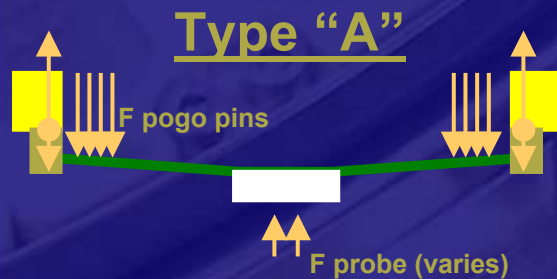 Type “A”
F pogo pins
F probe (varies)